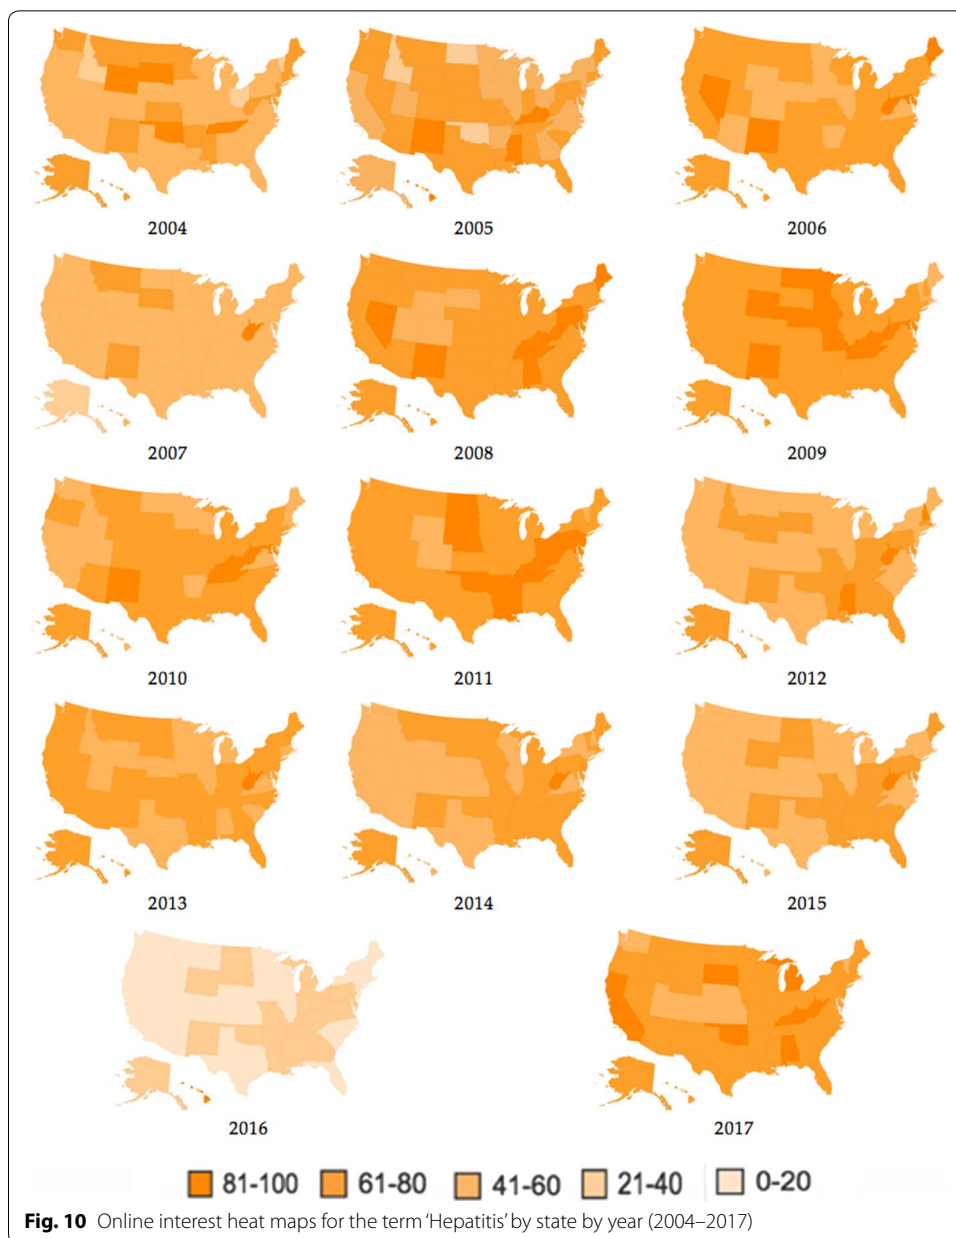 2004 2005 2006
2007 2008 2009
2010 2011 2012
2013 2014 2015
2016 2017
81-100 61-80 41-60 21-40 0-20
Fig. 10 Online interest heat maps for the term ‘Hepatitis’ by state by year (2004–2017)